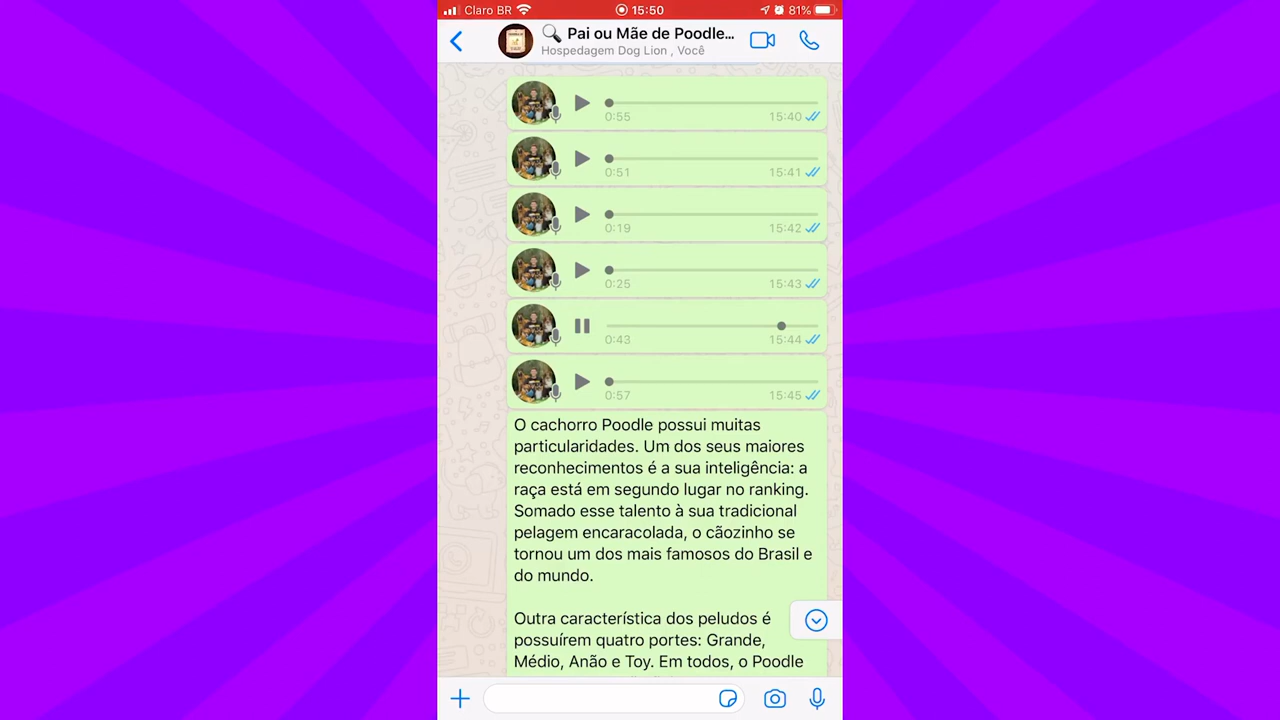 Claro BR
15:50
81%
Pai ou Mãe de Poodle...
Hospedagem Dog Lion , Você
0:55
15:40
0:51
15:41
0:19
15:42
0:25
15:43
0:43
15:44
0:57
15:45
O cachorro Poodle possui muitas
particularidades. Um dos seus maiores
reconhecimentos é a sua inteligência: a
raça está em segundo lugar no ranking.
Somado esse talento à sua tradicional
pelagem encaracolada, o cãozinho se
tornou um dos mais famosos do Brasil e
do mundo.
Outra característica dos peludos é
possuírem quatro portes: Grande,
Médio, Anão e Toy. Em todos, o Poodle